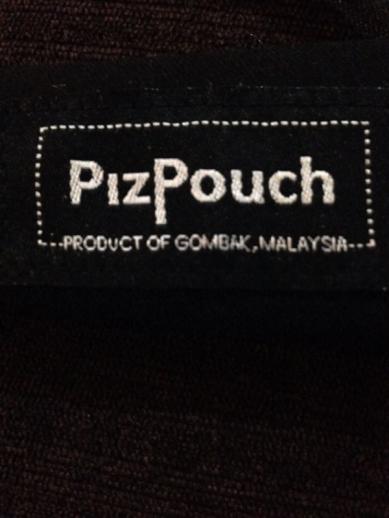 PizPouch
PRODUCT OF GOMBAK, MALAYSIA